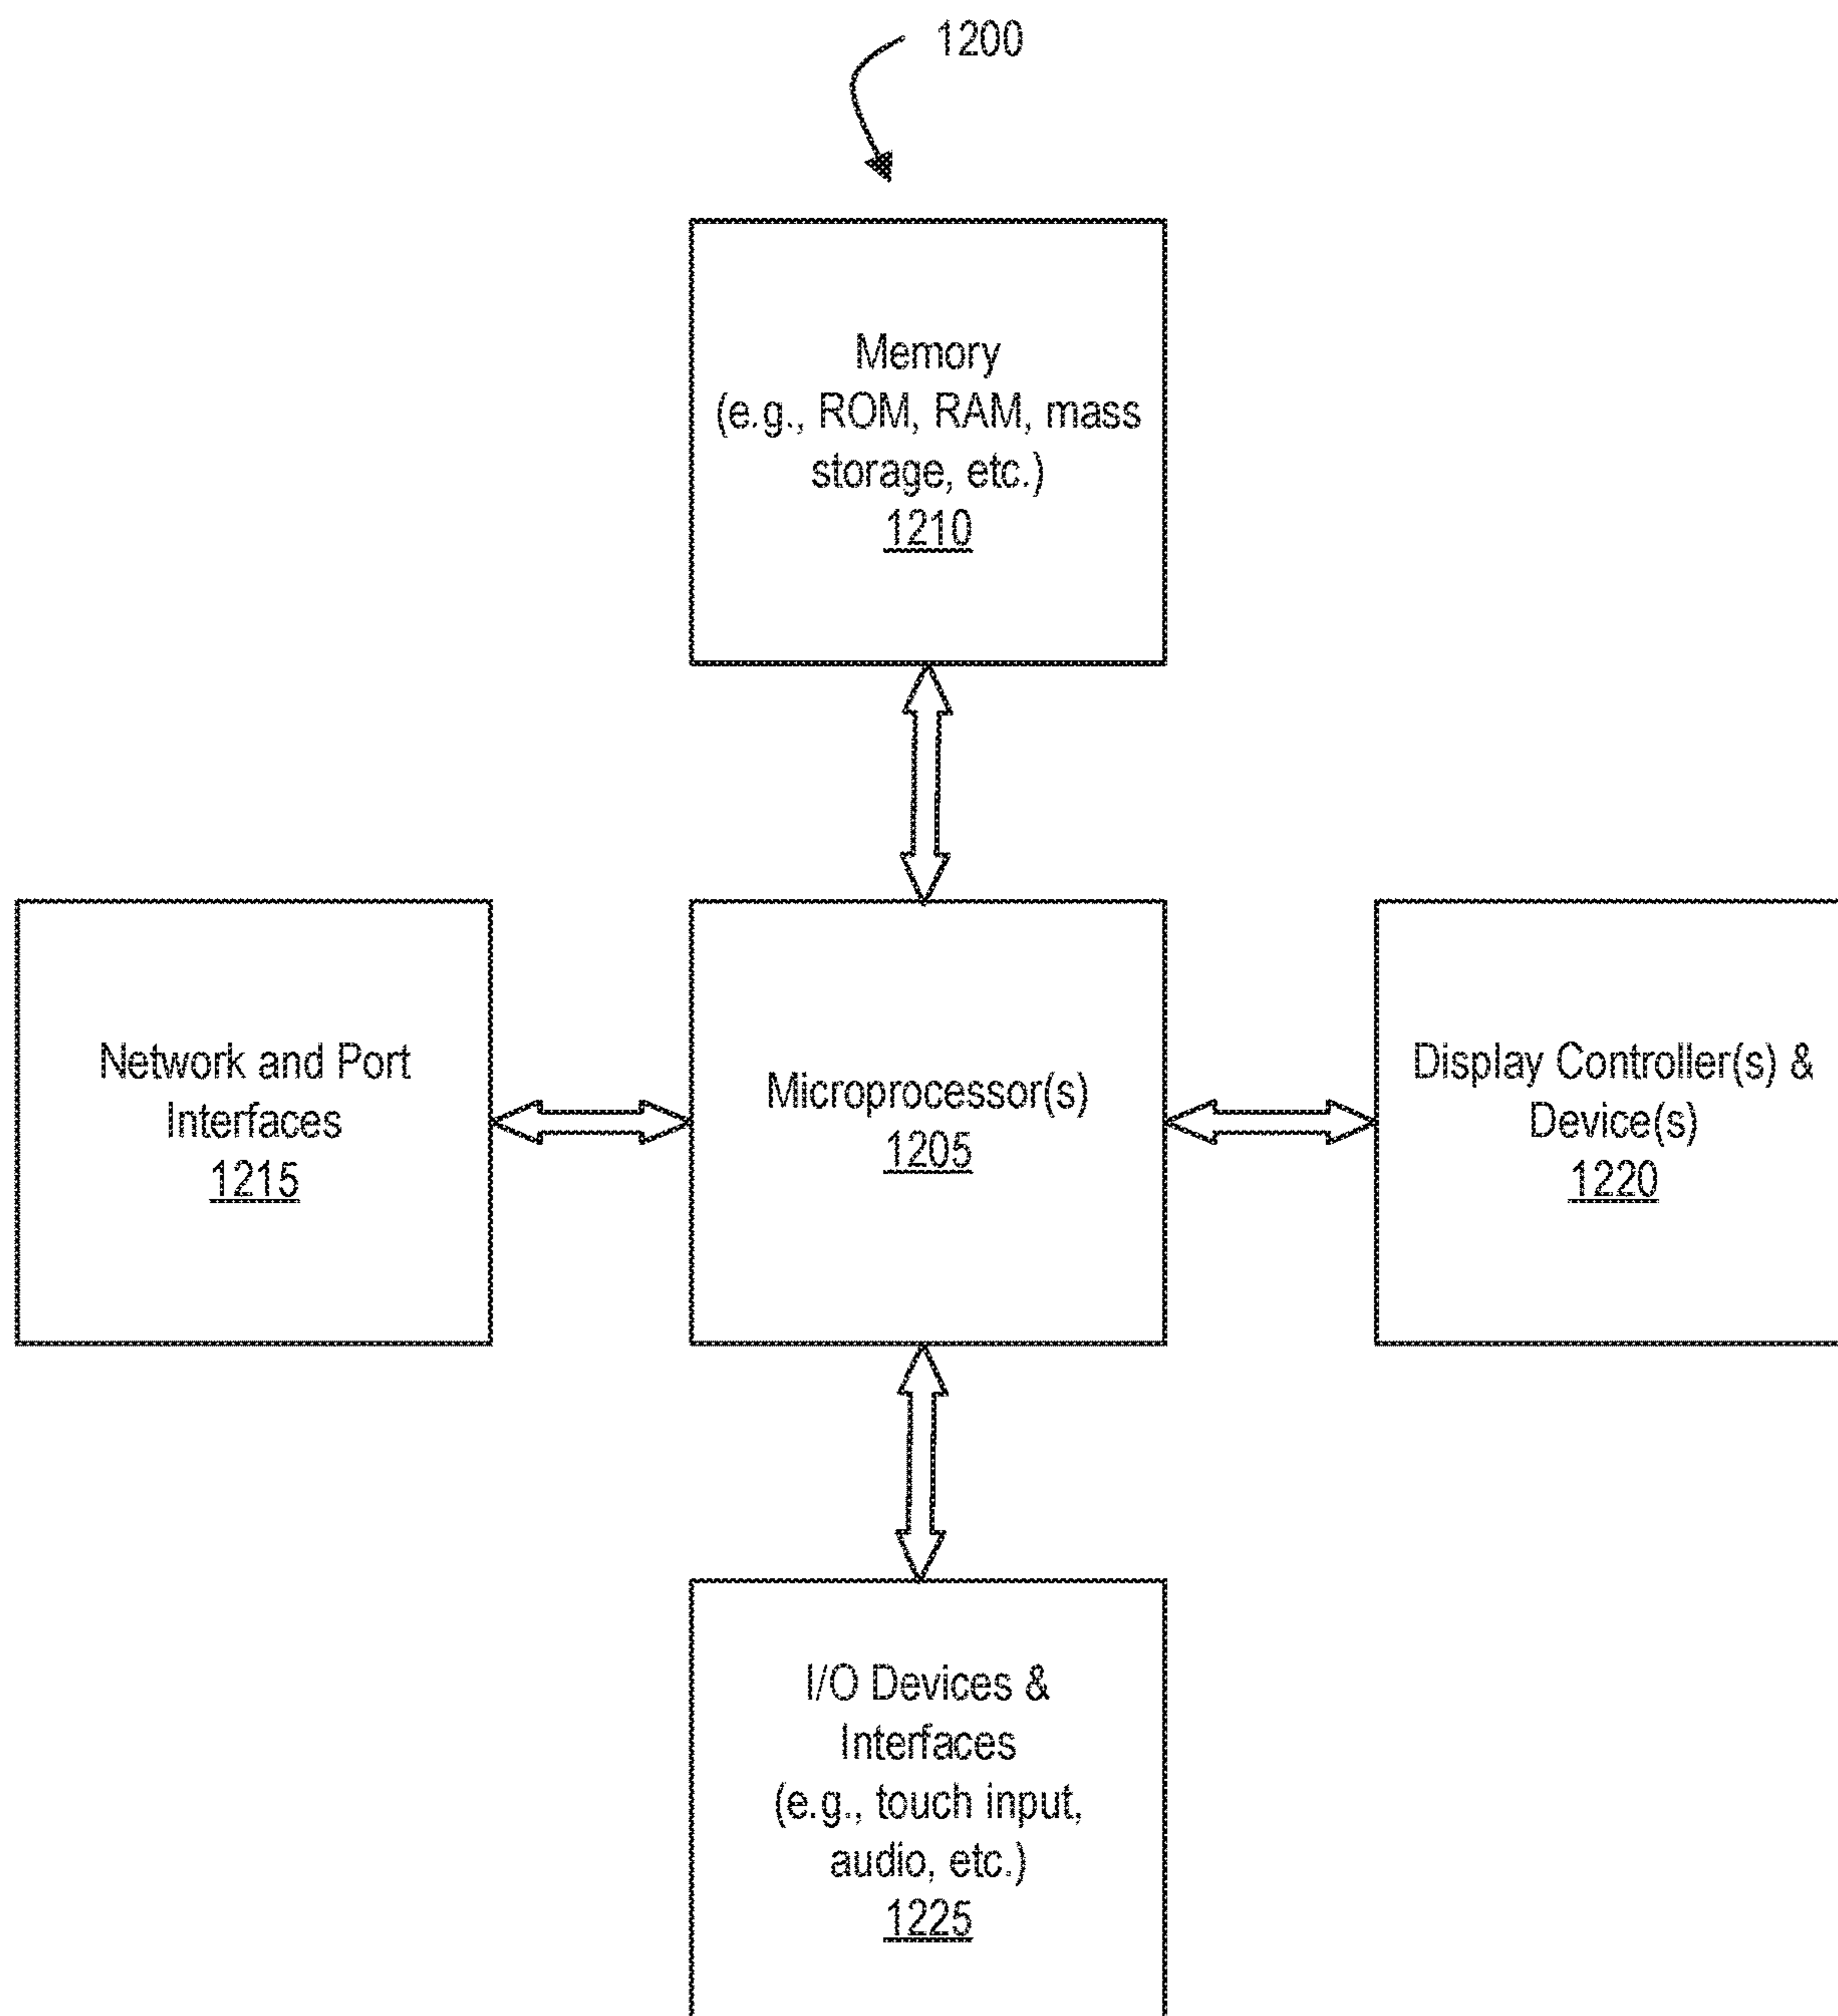 1200
Memory
(e.g., ROM, RAM, mass
storage, etc.)
1210
Network and Port
Interfaces
1215
Microprocessor(s)
1205
Display Controller(s) &
Device(s)
1220
I/O Devices &
Interfaces
(e.g., touch input,
audio, etc.)
1225